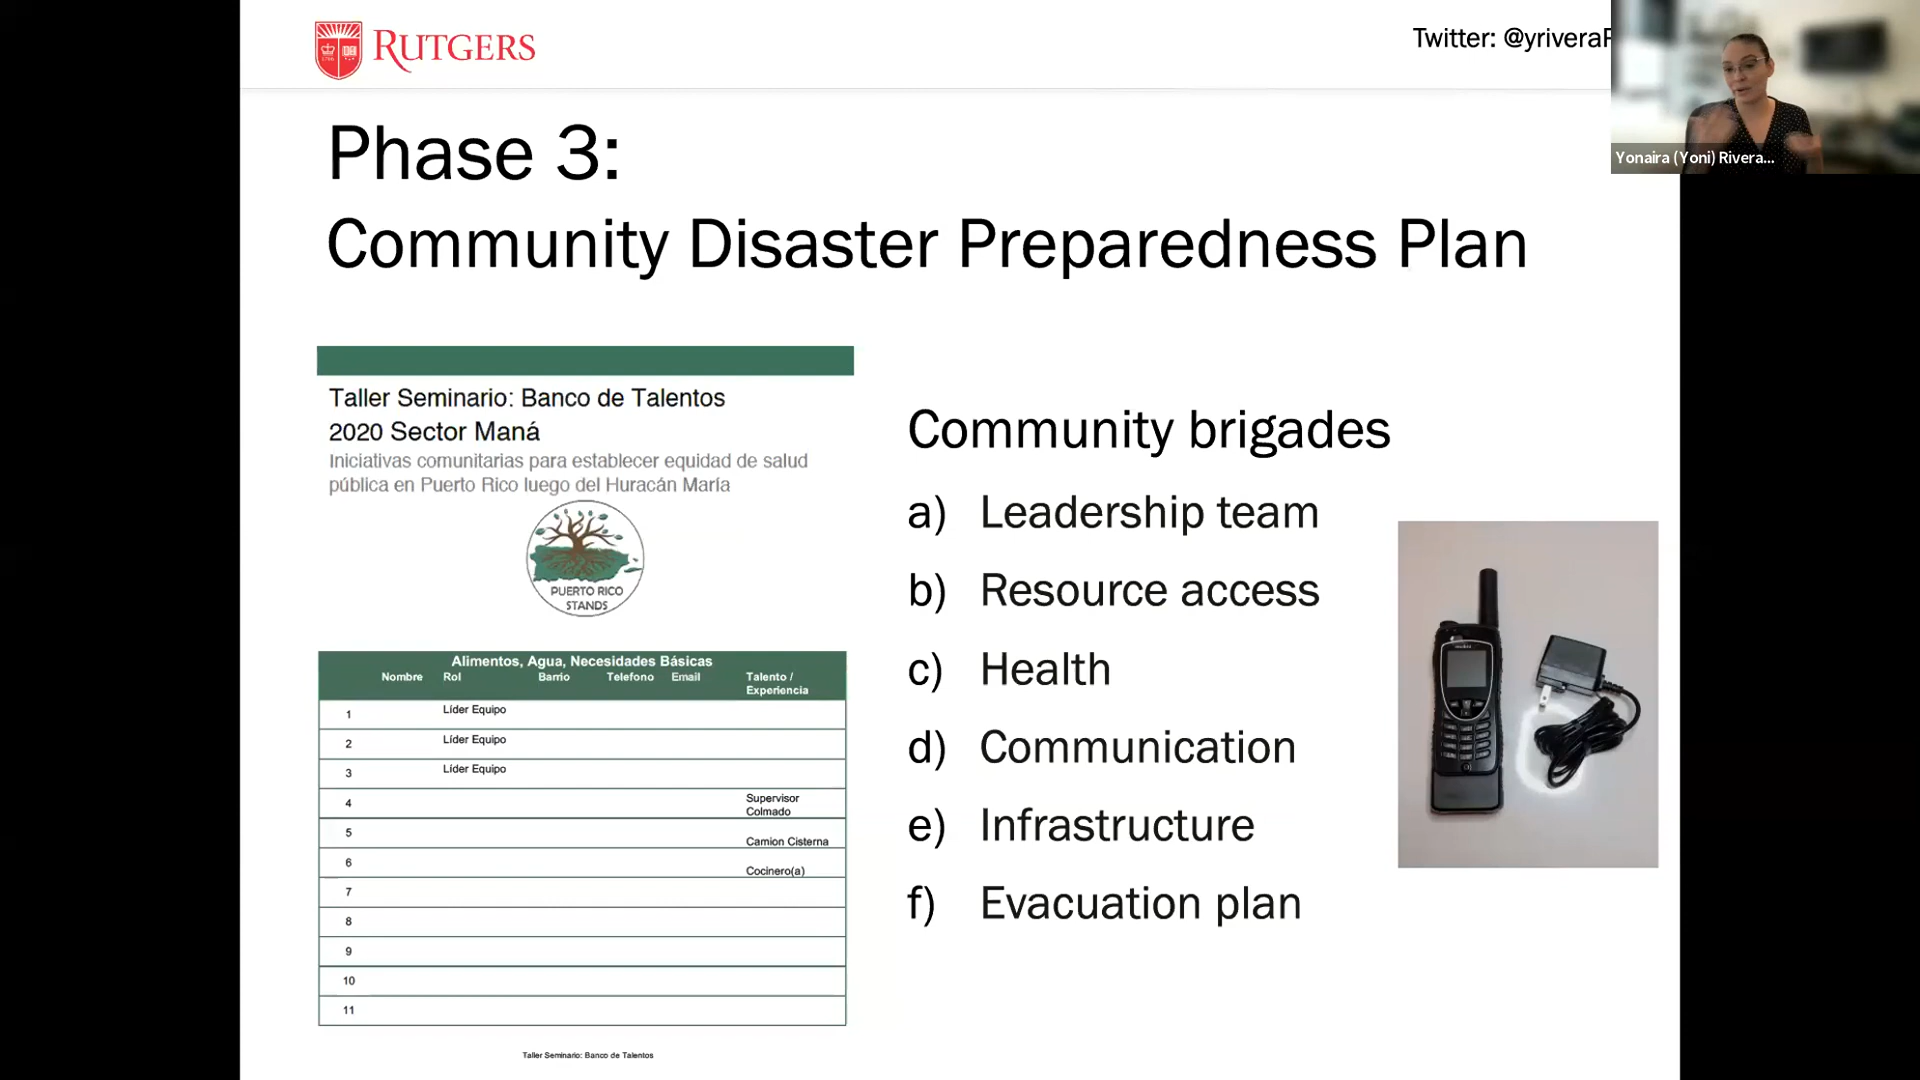 RUTGERS
Twitter: @yriveraF
Yonaira (Yoni) Rivera...
Phase 3:
Community Disaster Preparedness Plan
Taller Seminario: Banco de Talentos
2020 Sector Maná
Iniciativas comunitarias para establecer equidad de salud
pública en Puerto Rico luego del Huracán María
PUERTO RICO
STANDS
Alimentos, Agua, Necesidades Básicas
Nombre Rol Barrio Telefono Email Talento /
Experiencia
1 Líder Equipo
2 Líder Equipo
3 Líder Equipo
4 Supervisor
Colmado
5 Camion Cisterna
6 Cocinero(a)
7
8
9
10
11
Taller Seminario: Banco de Talentos
Community brigades
a) Leadership team
b) Resource access
c) Health
d) Communication
e) Infrastructure
f) Evacuation plan